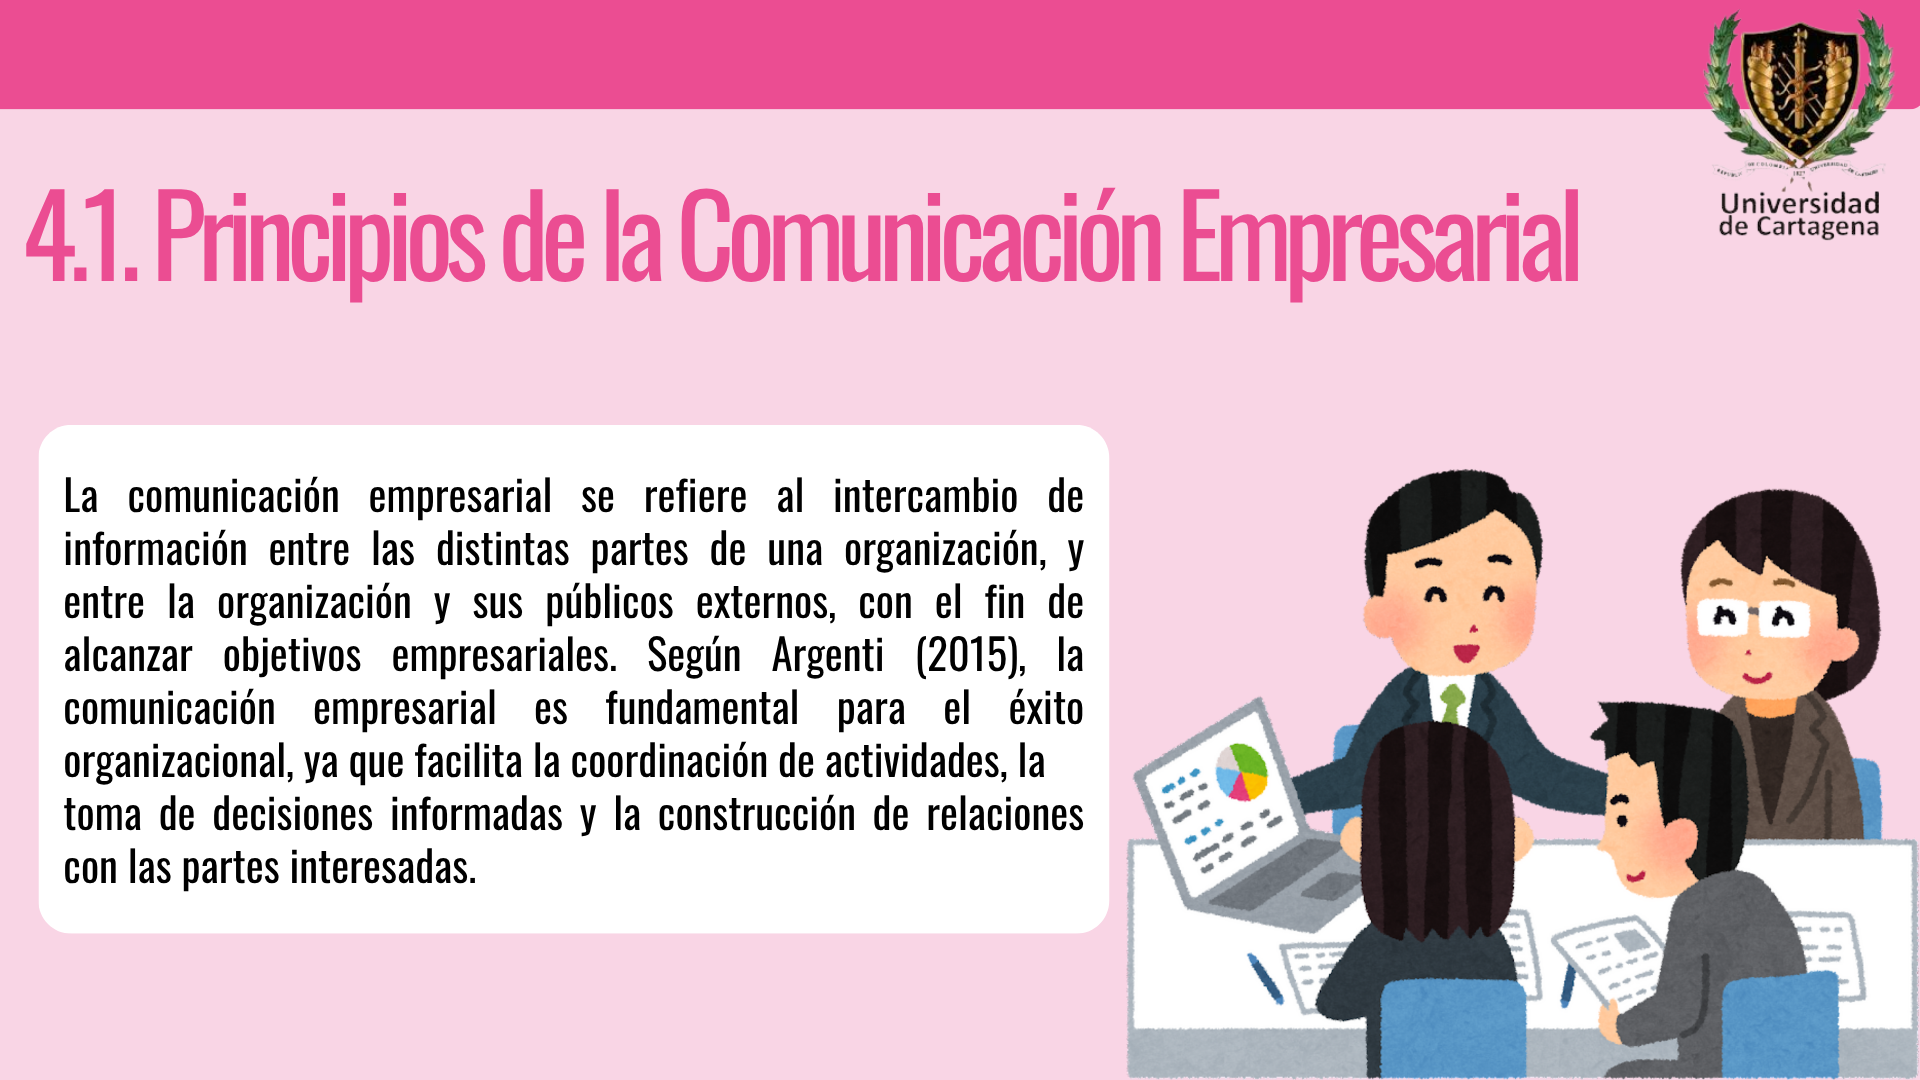 4.1. Principios de la Comunicación Empresarial
Universidad
de Cartagena
La comunicación empresarial se refiere al intercambio de
información entre las distintas partes de una organización, y
entre la organización y sus públicos externos, con el fin de
alcanzar objetivos empresariales. Según Argenti (2015), la
comunicación empresarial es fundamental para el éxito
organizacional, ya que facilita la coordinación de actividades, la
toma de decisiones informadas y la construcción de relaciones
con las partes interesadas.